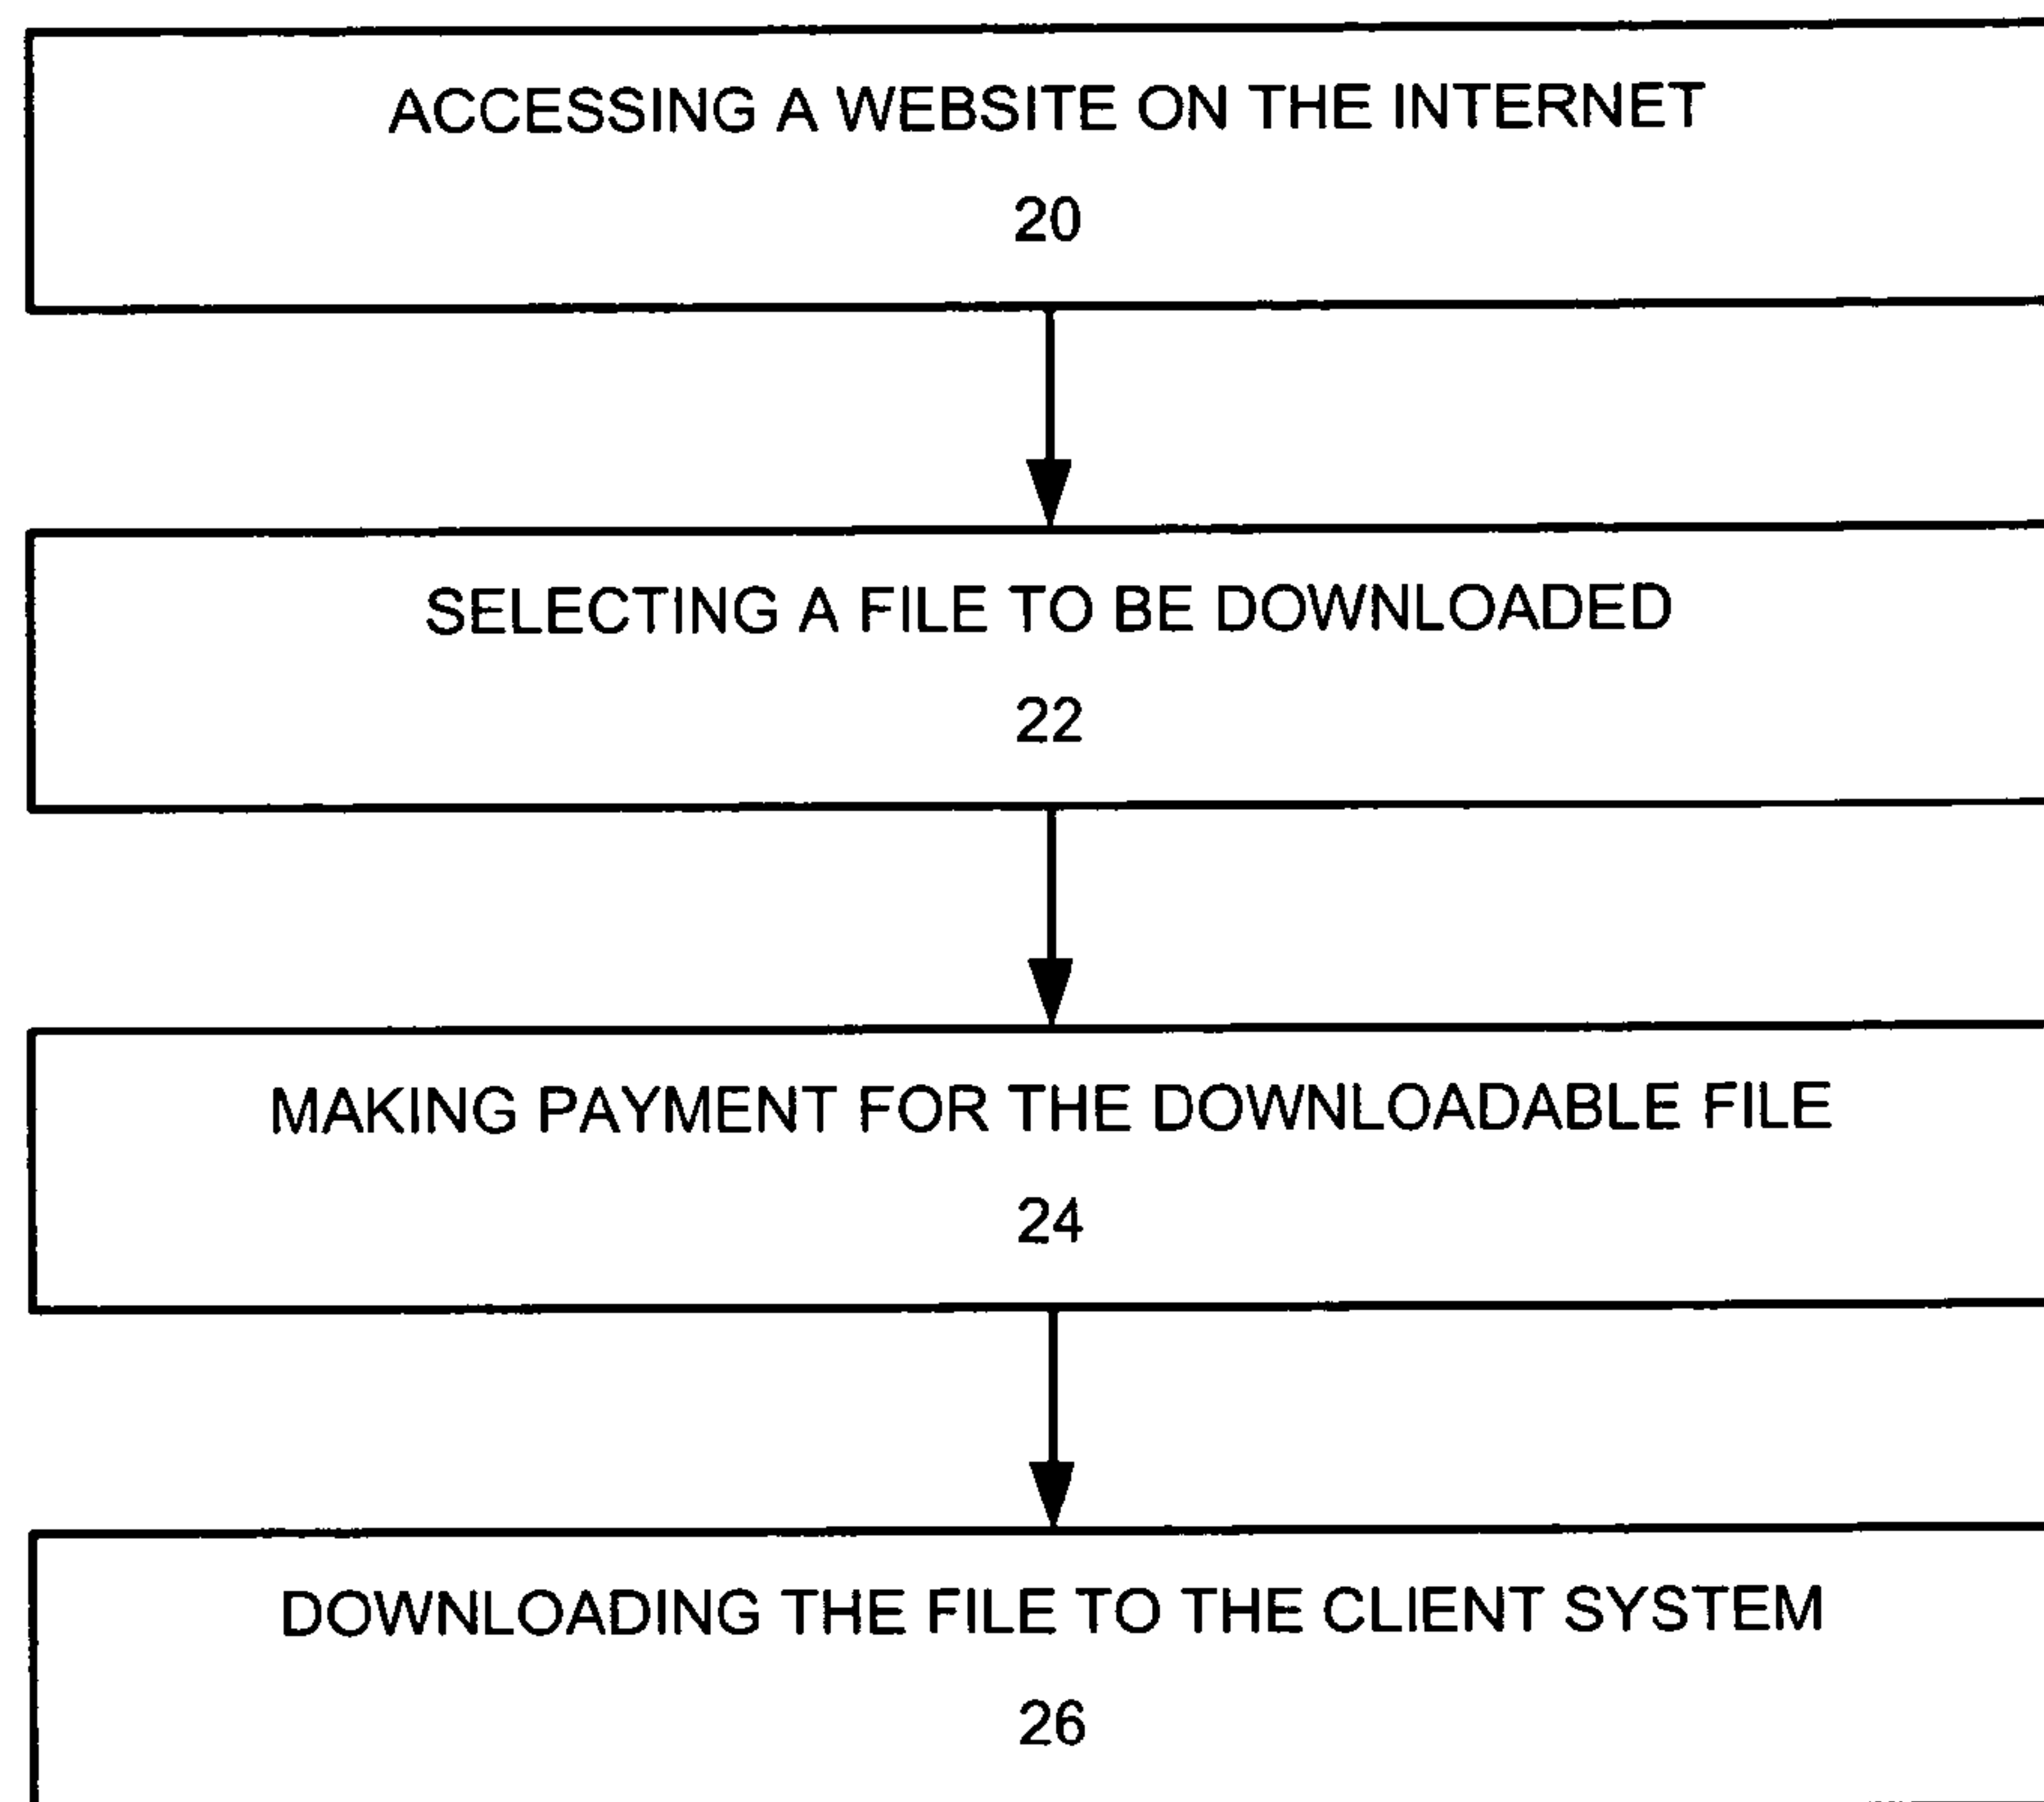 ACCESSING A WEBSITE ON THE INTERNET
20
SELECTING A FILE TO BE DOWNLOADED
22
MAKING PAYMENT FOR THE DOWNLOADABLE FILE
24
DOWNLOADING THE FILE TO THE CLIENT SYSTEM
26